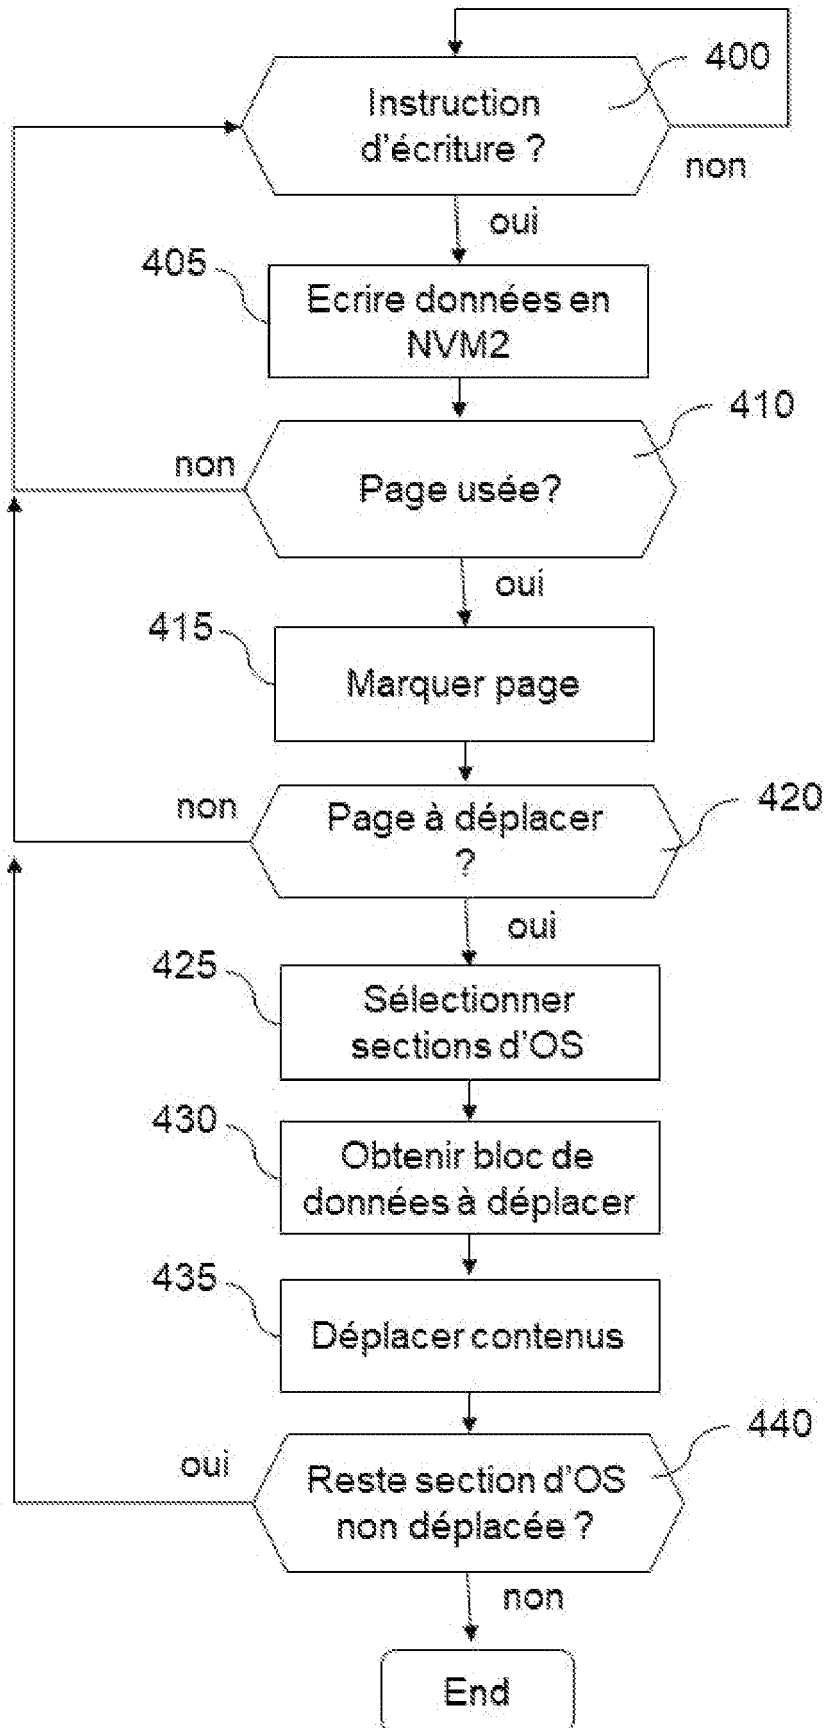 400
Instruction
d'écriture ?
non
oui
405
Ecrire données en
NVM2
410
non
Page usée?
oui
415
Marquer page
non
420
Page à déplacer
?
oui
425
Sélectionner
sections d'OS
430
Obtenir bloc de
données à déplacer
435
Déplacer contenus
440
oui
Reste section d'OS
non déplacée ?
non
End